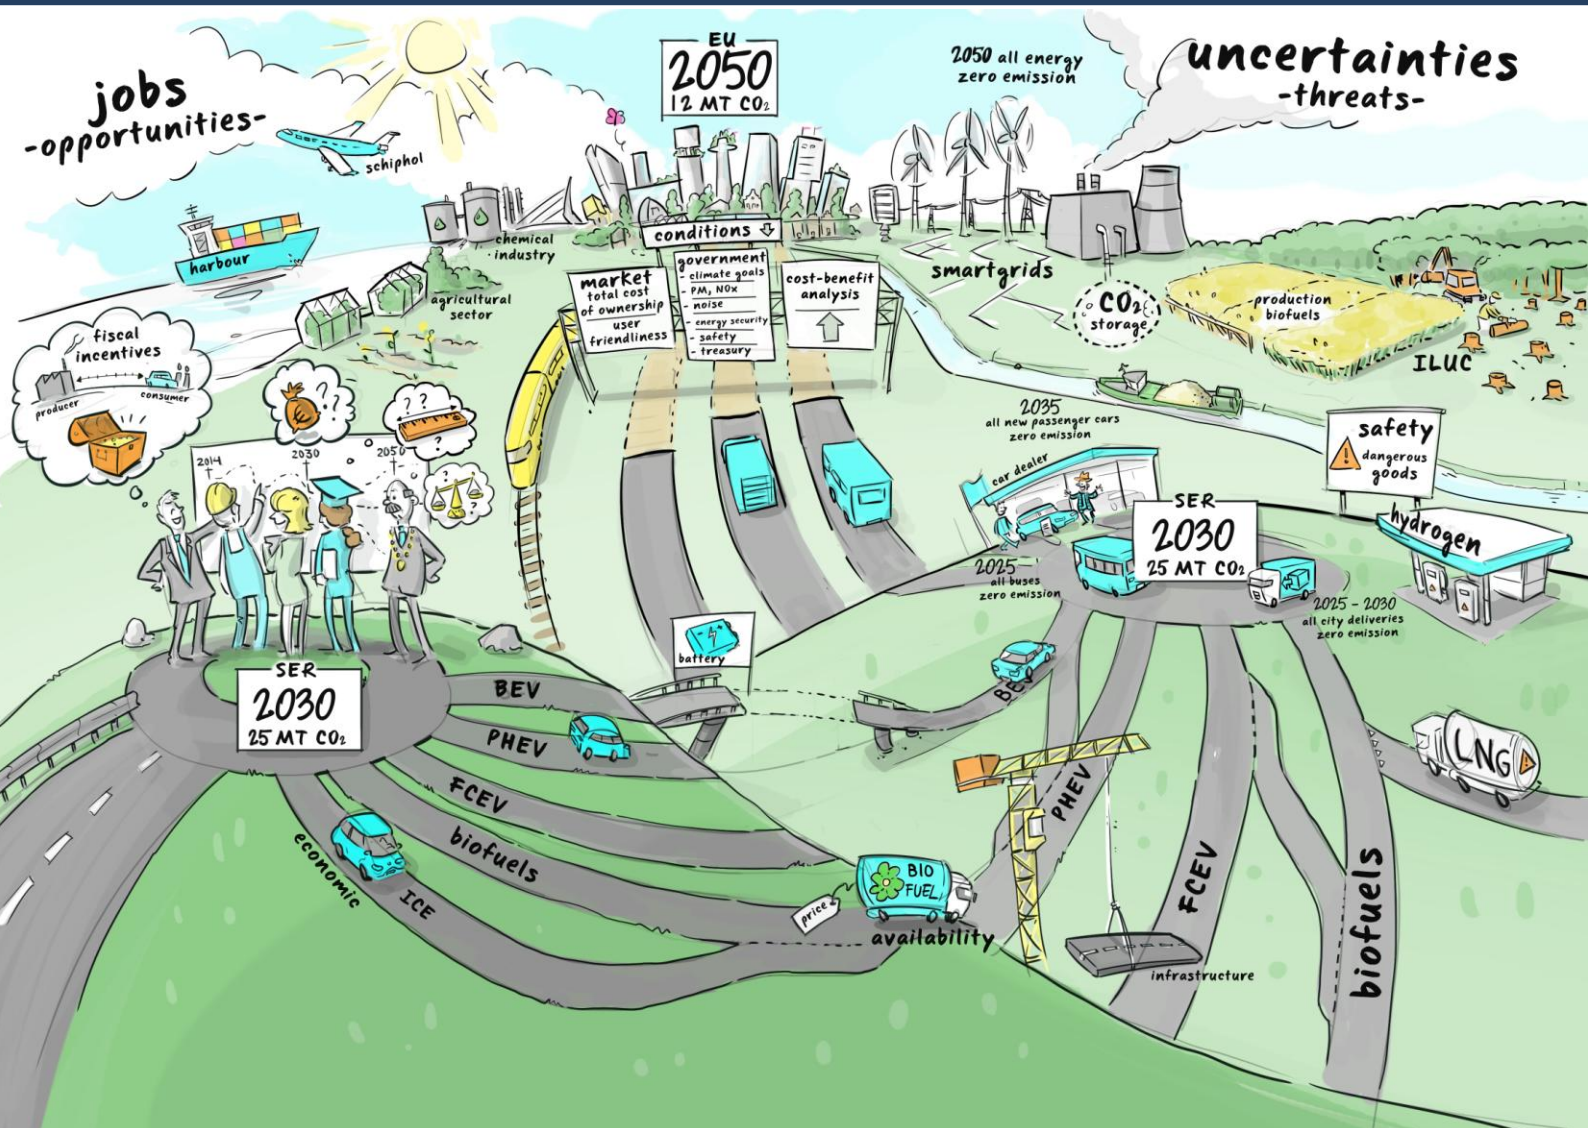 jobs
-opportunities-
schiphol
harbour
EU
2050
12 MT CO₂
2050 all energy
zero emission
uncertainties
-threats-
chemical
industry
agricultural
sector
conditions
market
total cost
of ownership
user
friendliness
government
- climate goals
- PM, NOx
- noise
- energy security
- safety
- treasury
cost-benefit
analysis
smartgrids
CO₂
storage
production
biofuels
ILUC
fiscal
incentives
producer
consumer
? ?
? ?
?
?
2014
2030
2050
2035
all new passenger cars
zero emission
car dealer
safety
dangerous
goods
hydrogen
SER
2030
25 MT CO₂
2025
all buses
zero emission
2025 - 2030
all city deliveries
zero emission
battery
SER
2030
25 MT CO₂
BEV
PHEV
FCEV
biofuels
ICE
economic
BEV
PHEV
FCEV
biofuels
LNG
BIO
FUEL
price
availability
infrastructure